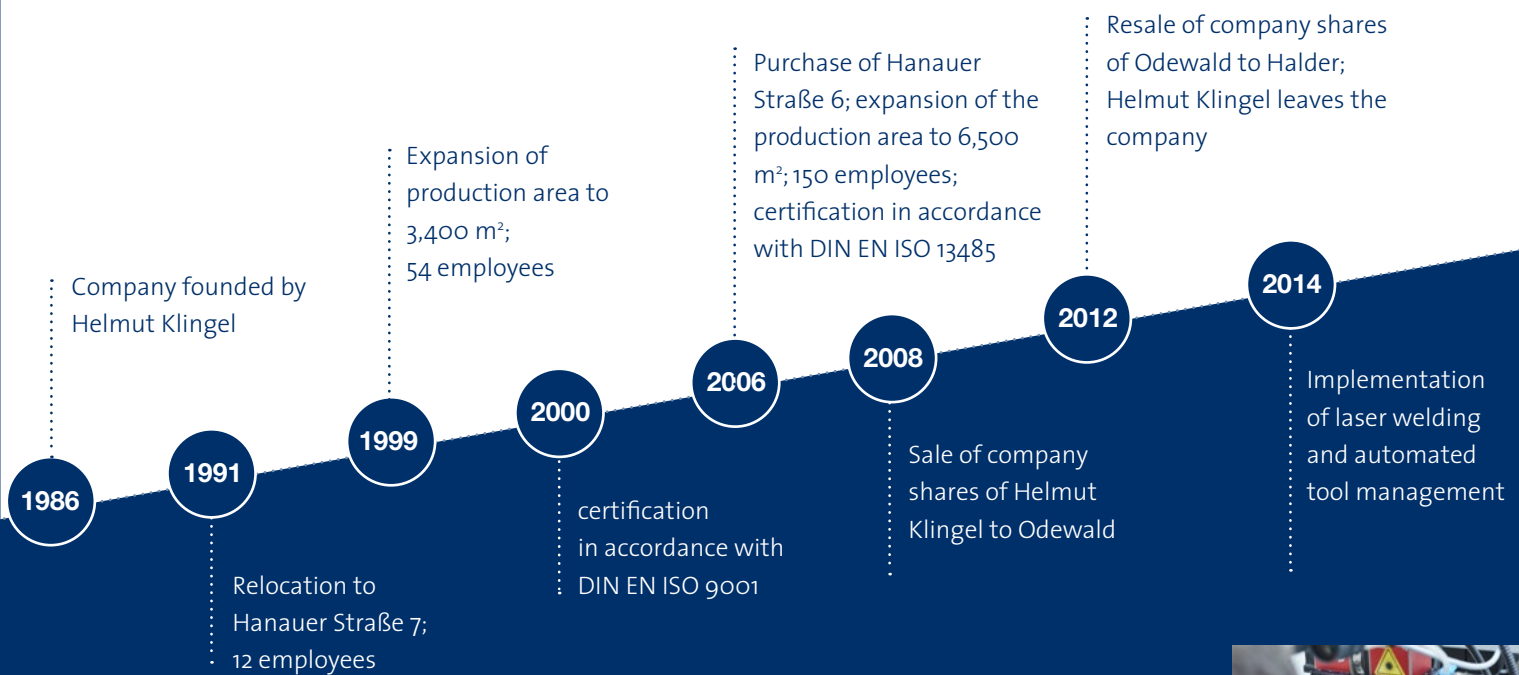 1986
Company founded by
Helmut Klingel
1991
Relocation to
Hanauer Straße 7;
12 employees
1999
Expansion of
production area to
3,400 m²;
54 employees
2000
certification
in accordance with
DIN EN ISO 9001
2006
Purchase of Hanauer
Straße 6; expansion of the
production area to 6,500
m²; 150 employees;
certification in accordance
with DIN EN ISO 13485
2008
Sale of company
shares of Helmut
Klingel to Odewald
2012
Resale of company shares
of Odewald to Halder;
Helmut Klingel leaves the
company
2014
Implementation
of laser welding
and automated
tool management